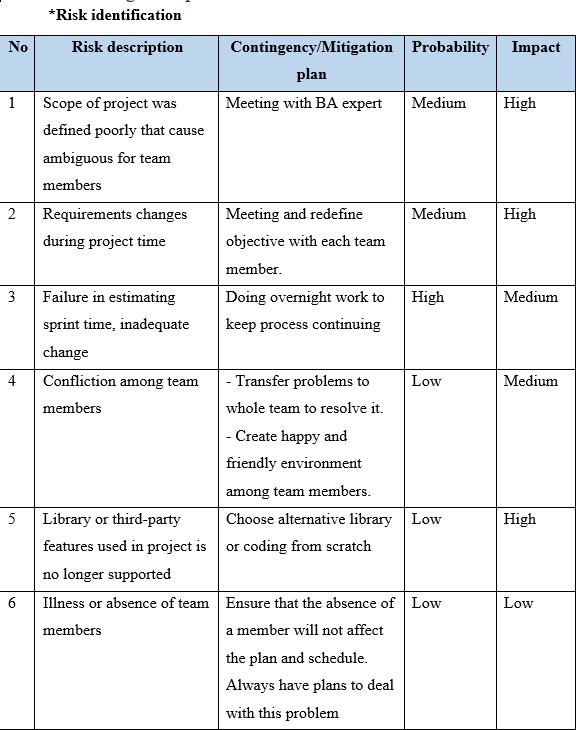 *Risk identification
No Risk description Contingency/Mitigation plan Probability Impact
1 Scope of project was Meeting with BA expert Medium High
defined poorly that cause
ambiguous for team
members
2 Requirements changes Meeting and redefine Medium High
during project time objective with each team
member.
3 Failure in estimating Doing overnight work to High Medium
sprint time, inadequate keep process continuing
change
4 Confliction among team - Transfer problems to Low Medium
members whole team to resolve it.
- Create happy and
friendly environment
among team members.
5 Library or third-party Choose alternative library Low High
features used in project is or coding from scratch
no longer supported
6 Illness or absence of team Ensure that the absence of Low Low
members a member will not affect
the plan and schedule.
Always have plans to deal
with this problem